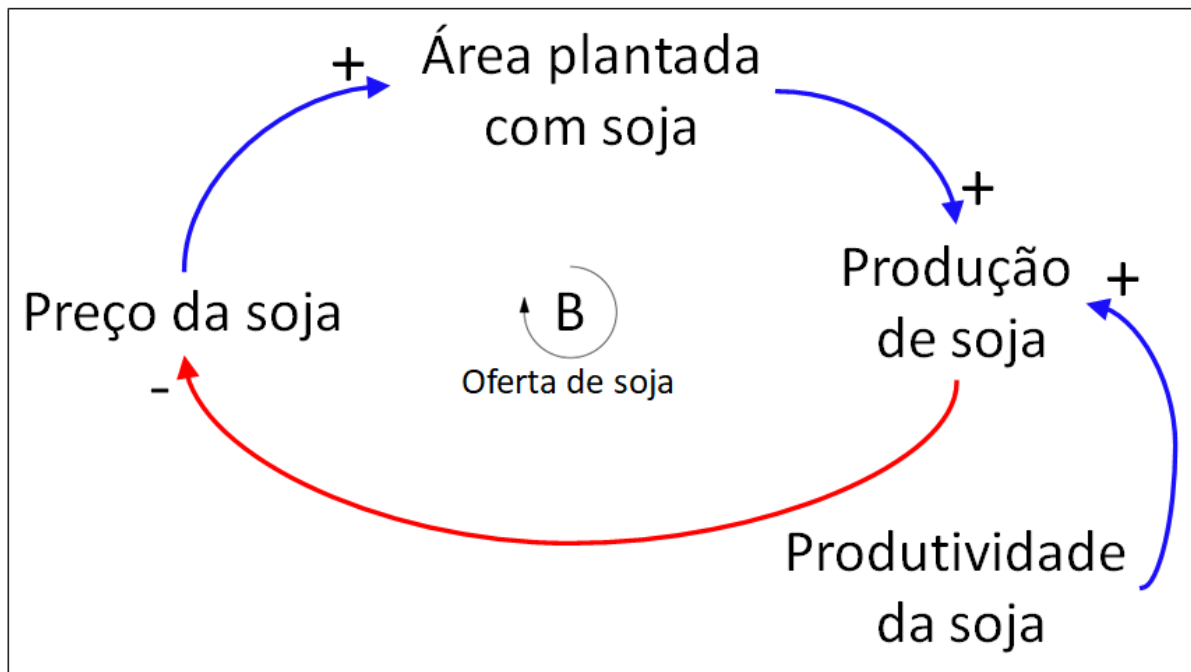 +
Área plantada
com soja
+
Produção
de soja
+
Preço da soja
B
Oferta de soja
-
Produtividade
da soja